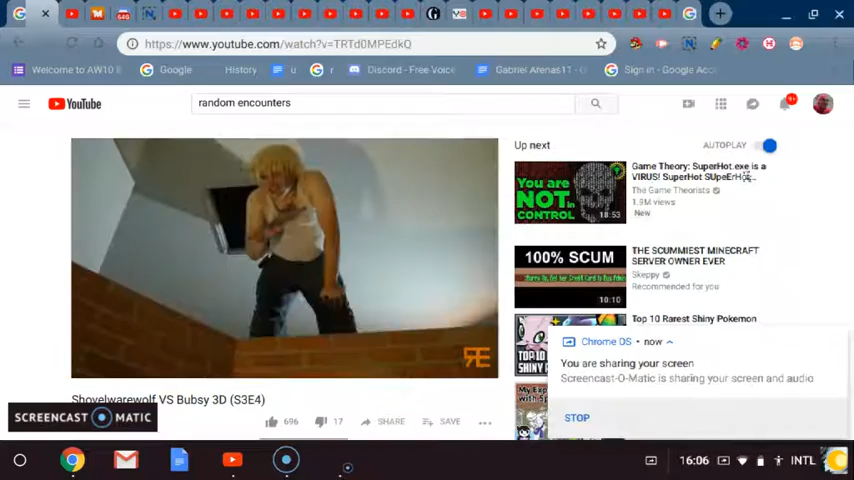 64G
https://www.youtube.com/watch?v=TRTd0MPEdkQ
Welcome to AW10
Google
History
u
r
Discord - Free Voice
Gabriel Arenas11 - G
Sign in - Google Acc
YouTube
random encounters
9+
Up next
AUTOPLAY
You are
NOT in
CONTROL
18:53
Game Theory: SuperHot.exe is a
VIRUS! SuperHot
The Game Theorists
1.9M views
New
100% SCUM
10:10
THE SCUMMIEST MINECRAFT
SERVER OWNER EVER
Skeppy
Recommended for you
TOP 10
Top 10 Rarest Shiny Pokemon
RE
Chrome OS • now
You are sharing your screen
Screencast-O-Matic is sharing your screen and audio
STOP
Shovelwarewolf VS Bubsy 3D (S3E4)
SCREENCAST MATIC
696
17
SHARE
SAVE
16:06
INTL